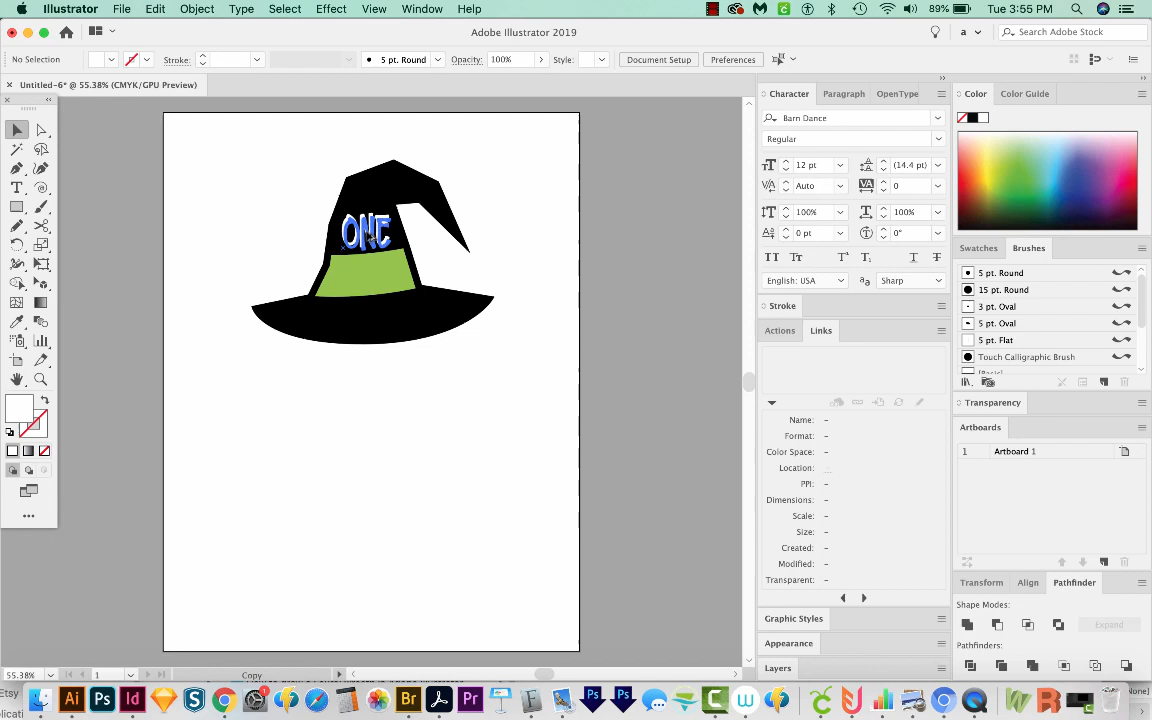 Illustrator File Edit Object Type Select Effect View Window Help 89% Tue 3:55 PM
Adobe Illustrator 2019 a Search Adobe Stock
No Selection Stroke: 5 pt. Round Opacity: 100% Style: Document Setup Preferences
Untitled-6* @ 55.38% (CMYK/GPU Preview)
ONE
Character Paragraph OpenType
Barn Dance
Regular
12 pt (14.4 pt)
Auto 0
100% 100%
0 pt 0°
English: USA Sharp
Stroke
Actions Links
Name: –
Format: –
Color Space: –
Location: –
PPI: –
Dimensions: –
Scale: –
Size: –
Created: –
Modified: –
Transparent: –
Graphic Styles
Appearance
Layers
Color Color Guide
Swatches Brushes
5 pt. Round
15 pt. Round
3 pt. Oval
5 pt. Oval
5 pt. Flat
Touch Calligraphic Brush
[Basic]
Transparency
Artboards
1 Artboard 1
Transform Align Pathfinder
Shape Modes:
Expand
Pathfinders:
55.38% 1 Copy
Etsy
None]